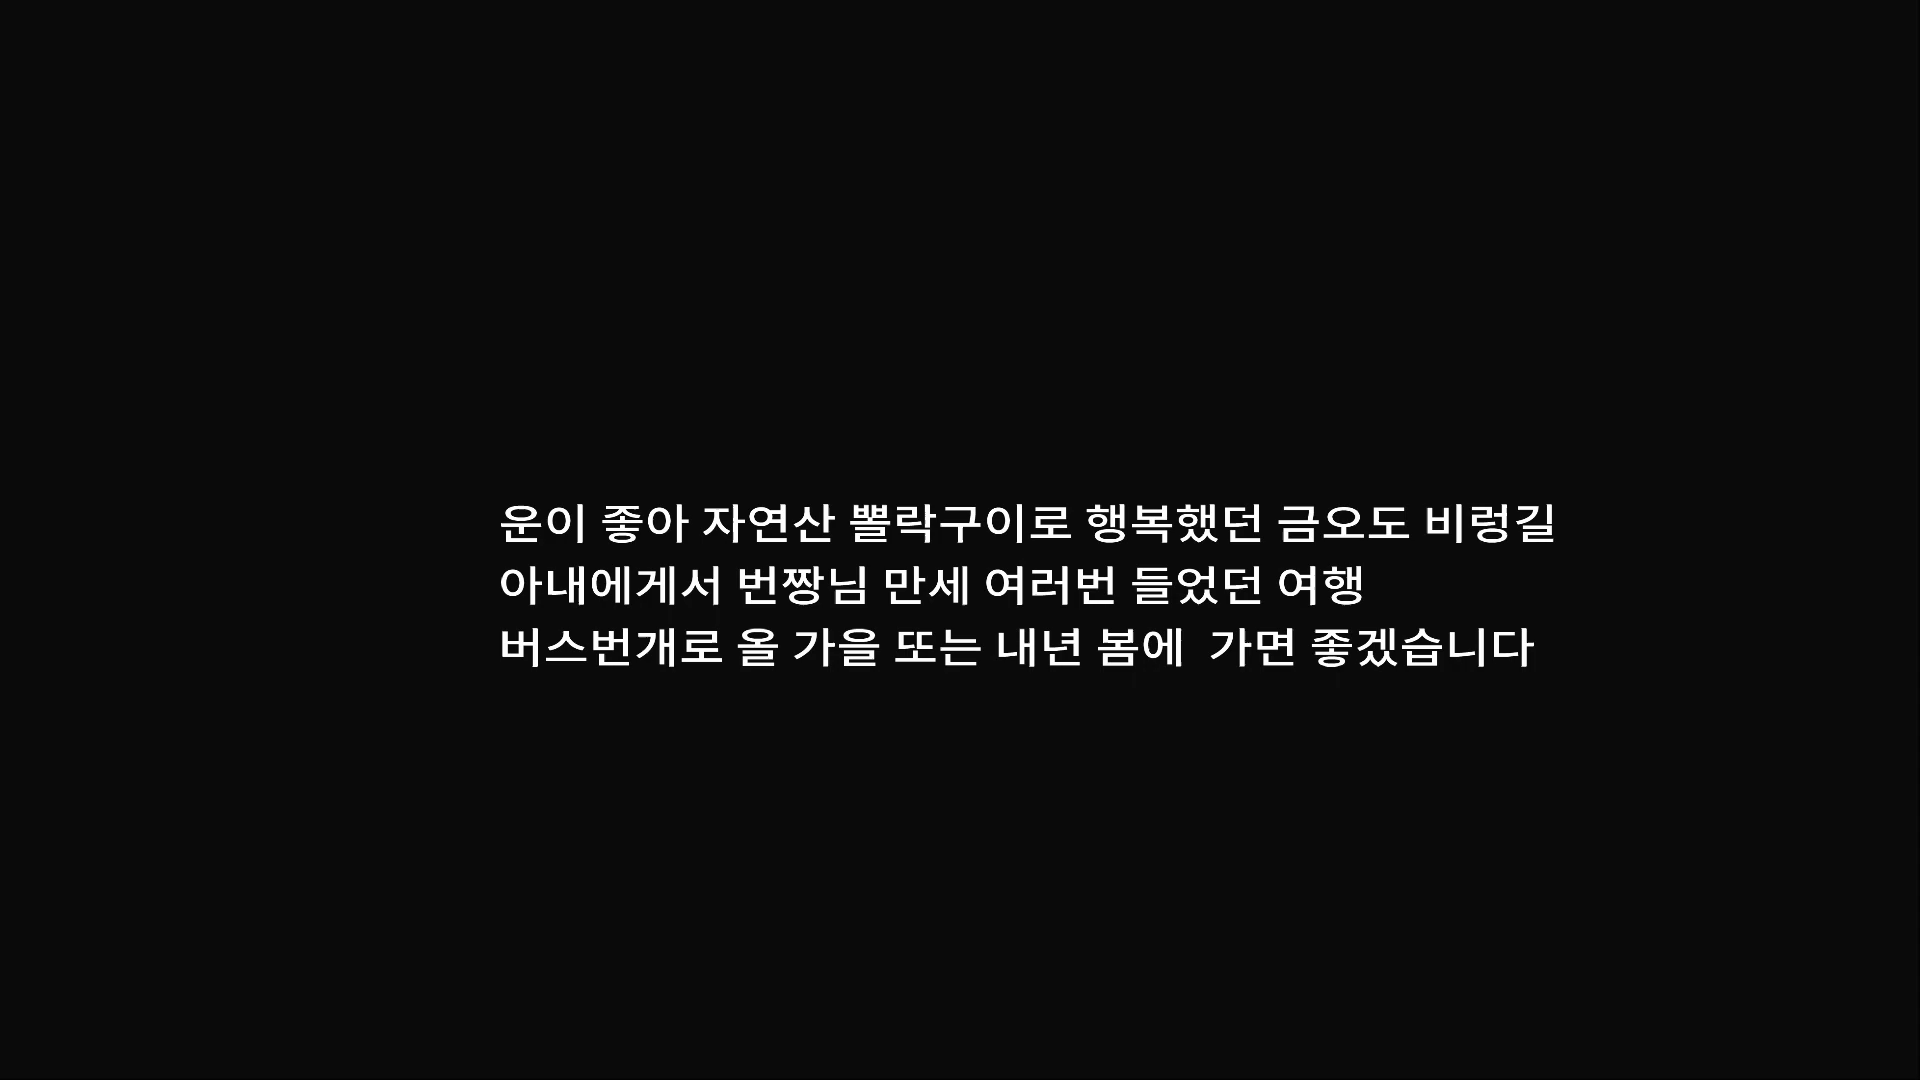 운이 좋아 자연산 뽈락구이로 행복했던 금오도 비렁길
아내에게서 번짱님 만세 여러번 들었던 여행
버스번개로 올 가을 또는 내년 봄에  가면 좋겠습니다